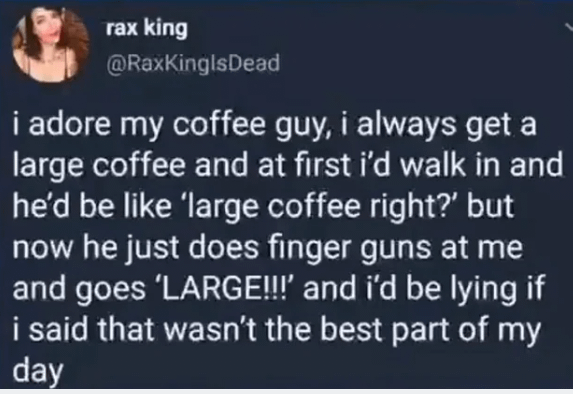 rax king
@RaxKingIsDead
i adore my coffee guy, i always get a
large coffee and at first i'd walk in and
he'd be like 'large coffee right?' but
now he just does finger guns at me
and goes 'LARGE!!!' and i'd be lying if
i said that wasn't the best part of my
day